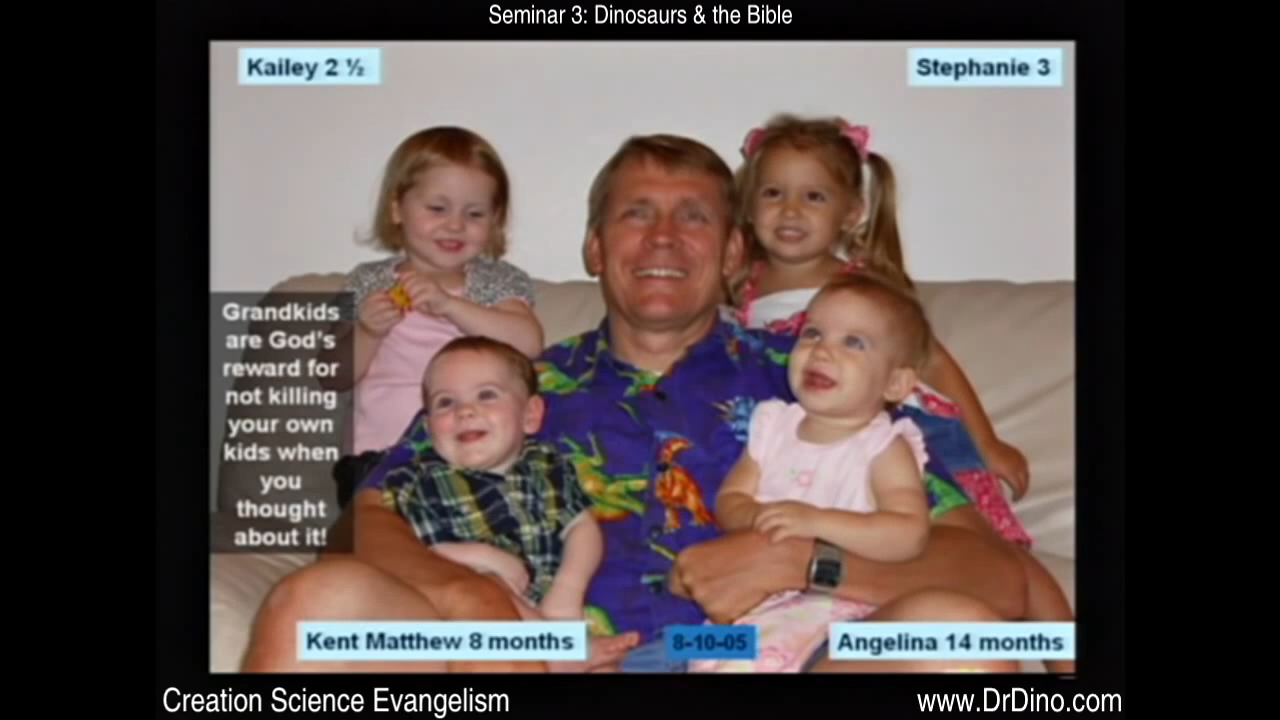 Seminar 3: Dinosaurs & the Bible
Kailey 2 ½
Stephanie 3
Grandkids
are God's
reward for
not killing
your own
kids when
you
thought
about it!
Kent Matthew 8 months
8-10-05
Angelina 14 months
Creation Science Evangelism
www.DrDino.com